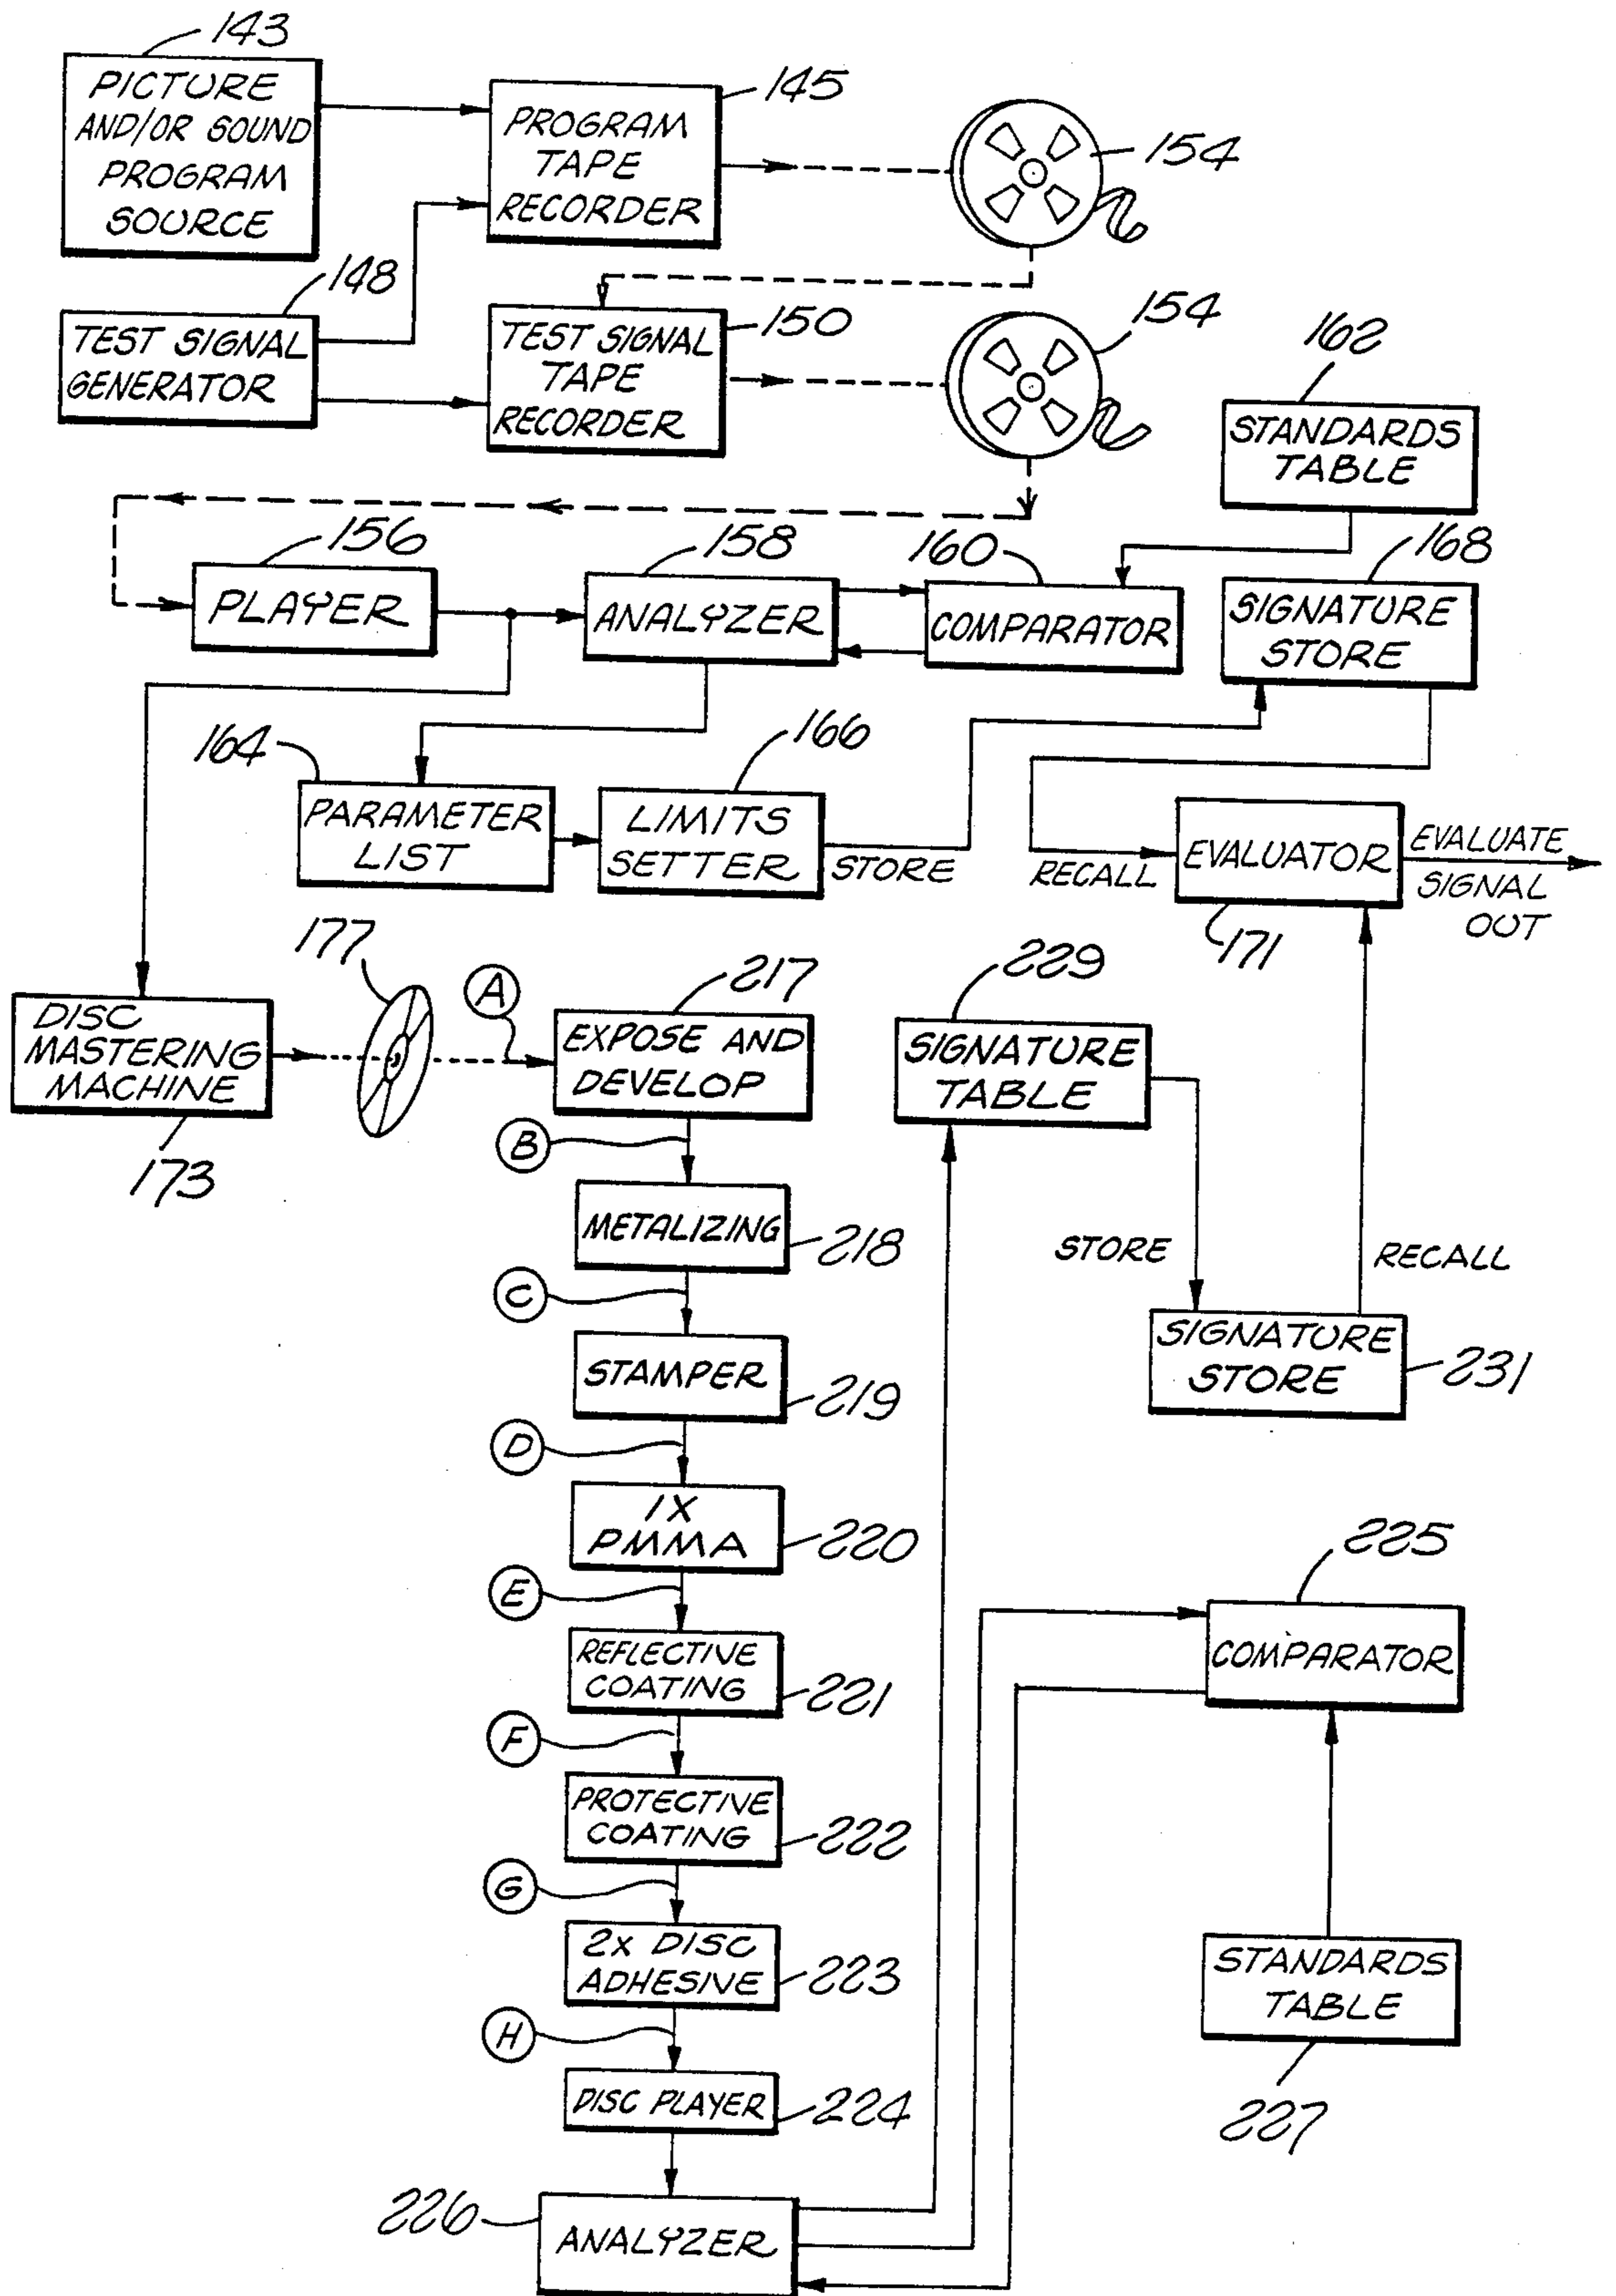 143
PICTURE
AND/OR SOUND
PROGRAM
SOURCE
145
PROGRAM
TAPE
RECORDER
154
148
TEST SIGNAL
GENERATOR
150
TEST SIGNAL
TAPE
RECORDER
154
162
STANDARDS
TABLE
156
PLAYER
158
ANALYZER
160
COMPARATOR
168
SIGNATURE
STORE
164
PARAMETER
LIST
166
LIMITS
SETTER
STORE
RECALL
EVALUATOR
171
EVALUATE
SIGNAL
OUT
DISC
MASTERING
MACHINE
173
177
A
217
EXPOSE AND
DEVELOP
229
SIGNATURE
TABLE
B
METALIZING
218
STORE
RECALL
C
STAMPER
219
SIGNATURE
STORE
231
D
1X
PMMA
220
E
REFLECTIVE
COATING
221
225
COMPARATOR
F
PROTECTIVE
COATING
222
G
2X DISC
ADHESIVE
223
STANDARDS
TABLE
227
H
DISC PLAYER
224
226
ANALYZER